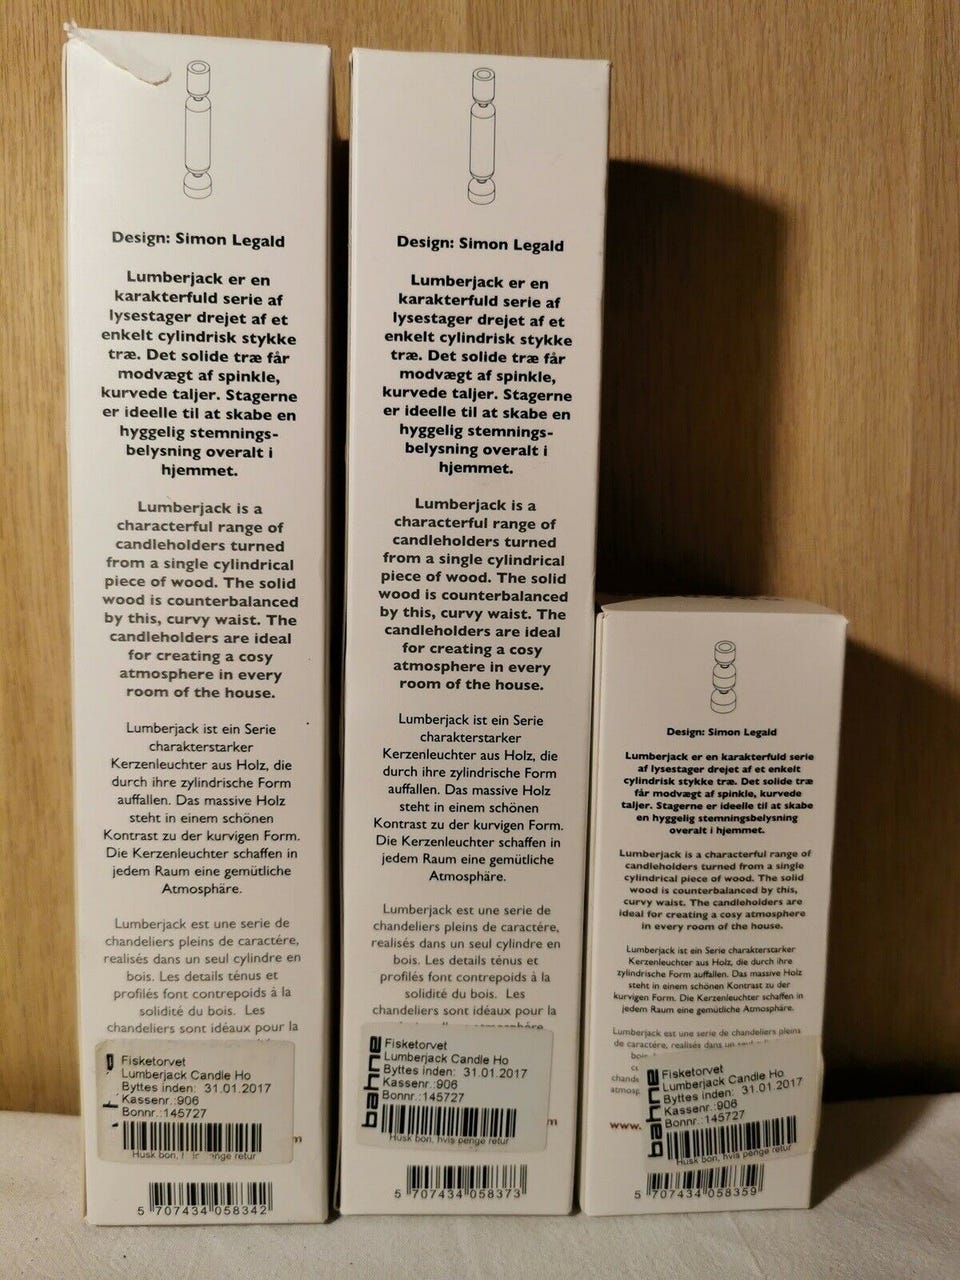 Design: Simon Legald
Lumberjack er en
karakterfuld serie af
lysestager drejet af et
enkelt cylindrisk stykke
træ. Det solide træ får
modvægt af spinkle,
kurvede taljer. Stagerne
er ideelle til at skabe en
hyggelig stemnings-
belysning overalt i
hjemmet.
Lumberjack is a
characterful range of
candleholders turned
from a single cylindrical
piece of wood. The solid
wood is counterbalanced
by this, curvy waist. The
candleholders are ideal
for creating a cosy
atmosphere in every
room of the house.
Lumberjack ist ein Serie
charakterstarker
Kerzenleuchter aus Holz, die
durch ihre zylindrische Form
auffallen. Das massive Holz
steht in einem schönen
Kontrast zu der kurvigen Form.
Die Kerzenleuchter schaffen in
jedem Raum eine gemütliche
Atmosphäre.
Lumberjack est une serie de
chandeliers pleins de caractére,
realisés dans un seul cylindre en
bois. Les details ténus et
profilés font contrepoids à la
solidité du bois. Les
chandeliers sont idéaux pour la
Fisketorvet
Lumberjack Candle Ho
Byttes inden: 31.01.2017
Kassenr.:906
Bonnr.:145727
Husk bon, retur
m
5 707434 058342
Design: Simon Legald
Lumberjack er en
karakterfuld serie af
lysestager drejet af et
enkelt cylindrisk stykke
træ. Det solide træ får
modvægt af spinkle,
kurvede taljer. Stagerne
er ideelle til at skabe en
hyggelig stemnings-
belysning overalt i
hjemmet.
Lumberjack is a
characterful range of
candleholders turned
from a single cylindrical
piece of wood. The solid
wood is counterbalanced
by this, curvy waist. The
candleholders are ideal
for creating a cosy
atmosphere in every
room of the house.
Lumberjack ist ein Serie
charakterstarker
Kerzenleuchter aus Holz, die
durch ihre zylindrische Form
auffallen. Das massive Holz
steht in einem schönen
Kontrast zu der kurvigen Form.
Die Kerzenleuchter schaffen in
jedem Raum eine gemütliche
Atmosphäre.
Lumberjack est une serie de
chandeliers pleins de caractére,
realisés dans un seul cylindre en
bois. Les details ténus et
profilés font contrepoids à la
solidité du bois. Les
chandeliers sont idéaux pour la
atmosphère
bahne
Fisketorvet
Lumberjack Candle Ho
Byttes inden: 31.01.2017
Kassenr.:906
Bonnr.:145727
Husk bon, hvis penge retur
m
5 707434 058373
Design: Simon Legald
Lumberjack er en karakterfuld serie
af lysestager drejet af et enkelt
cylindrisk stykke træ. Det solide træ
får modvægt af spinkle, kurvede
taljer. Stagerne er ideelle til at skabe
en hyggelig stemningsbelysning
overalt i hjemmet.
Lumberjack is a characterful range of
candleholders turned from a single
cylindrical piece of wood. The solid
wood is counterbalanced by this,
curvy waist. The candleholders are
ideal for creating a cosy atmosphere
in every room of the house.
Lumberjack ist ein Serie charakterstarker
Kerzenleuchter aus Holz, die durch ihre
zylindrische Form auffallen. Das massive Holz
steht in einem schönen Kontrast zu der
kurvigen Form. Die Kerzenleuchter schaffen in
jedem Raum eine gemütliche Atmosphäre.
Lumberjack est une serie de chandeliers pleins
de caractére, realisés dans un
www.
bahne
Fisketorvet
Lumberjack Candle Ho
Byttes inden: 31.01.2017
Kassenr.:906
Bonnr.:145727
Husk bon, hvis penge retur
5 707434 058359